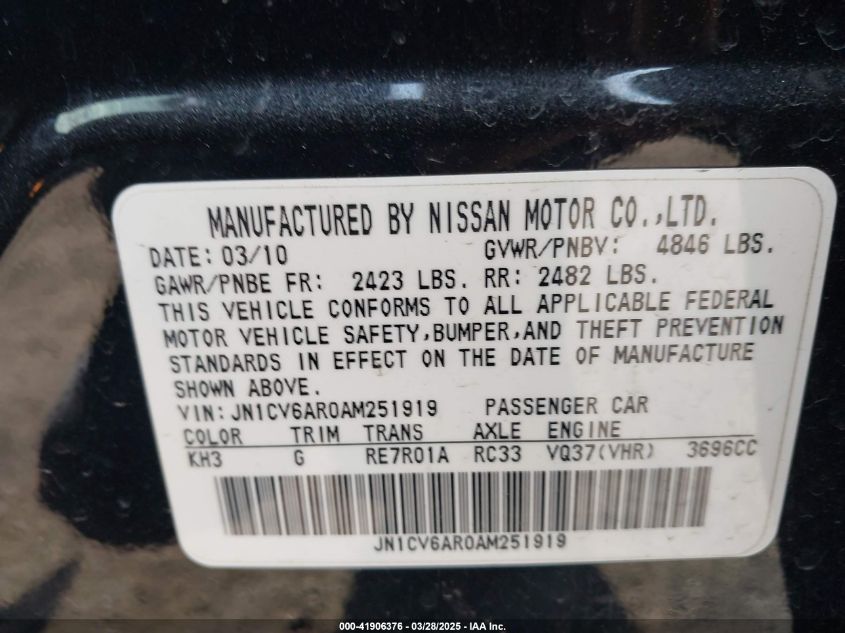 MANUFACTURED BY NISSAN MOTOR CO.,LTD.
DATE: 03/10 GVWR/PNBV: 4846 LBS.
GAWR/PNBE FR: 2423 LBS. RR: 2482 LBS.
THIS VEHICLE CONFORMS TO ALL APPLICABLE FEDERAL
MOTOR VEHICLE SAFETY,BUMPER,AND THEFT PREVENTION
STANDARDS IN EFFECT ON THE DATE OF MANUFACTURE
SHOWN ABOVE.
VIN: JN1CV6AR0AM251919 PASSENGER CAR
COLOR TRIM TRANS AXLE ENGINE
KH3 G RE7R01A RC33 VQ37(VHR) 3696CC
JN1CV6AR0AM251919
000-41906376 - 03/28/2025 - IAA Inc.